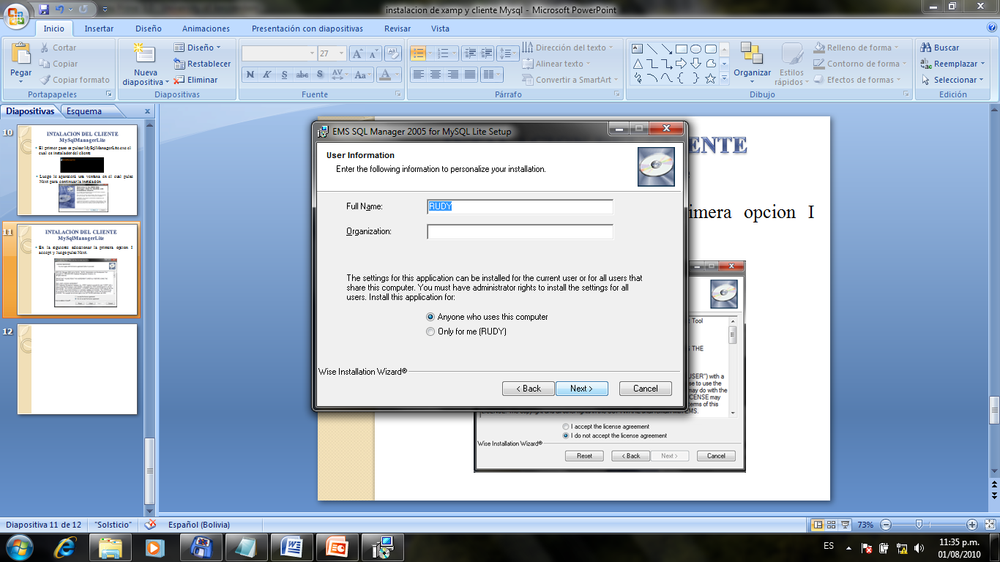 instalacion de xamp y cliente Mysql - Microsoft PowerPoint
Inicio
Insertar
Diseño
Animaciones
Presentación con diapositivas
Revisar
Vista
Pegar
Cortar
Copiar
Copiar formato
Portapapeles
Nueva
diapositiva
Diseño
Restablecer
Eliminar
Diapositivas
27
N K S abc S AV Aa A
Fuente
Dirección del texto
Alinear texto
Convertir a SmartArt
Párrafo
Organizar
Estilos
rápidos
Relleno de forma
Contorno de forma
Efectos de formas
Dibujo
Buscar
Reemplazar
Seleccionar
Edición
Diapositivas
Esquema
x
10
INTALACION DEL CLIENTE
MySqlManagerLite
El primer paso es pulsar MySqlManagerLite.exe el
cual es instalador del cliente
Luego le aparecerá una ventana en el cual pulse
Next para continuar la instalación
11
INTALACION DEL CLIENTE
MySqlManagerLite
En la siguiente seleccionar la primera opcion I
accept y luego pulse Next.
12
ENTE
imera opcion I
EMS SQL Manager 2005 for MySQL Lite Setup
User Information
Enter the following information to personalize your installation.
Full Name:
RUDY
Organization:
The settings for this application can be installed for the current user or for all users that
share this computer. You must have administrator rights to install the settings for all
users. Install this application for:
Anyone who uses this computer
Only for me (RUDY)
Wise Installation Wizard®
< Back
Next >
Cancel
t Tool
S THE
USER") with a
se to use the
may do with the
ICENSE may
terms of this
EMS.
I accept the license agreement
I do not accept the license agreement
Wise Installation Wizard®
Reset
< Back
Next >
Cancel
Diapositiva 11 de 12
"Solsticio"
Español (Bolivia)
73%
ES
11:35 p.m.
01/08/2010